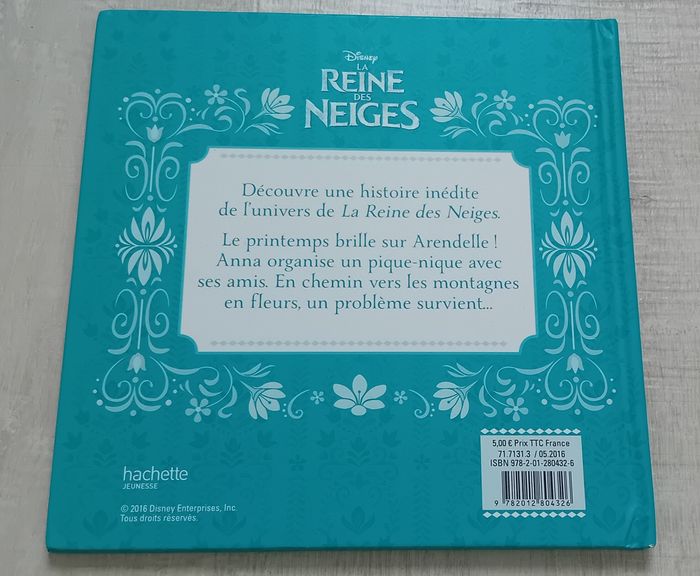 Disney
LA
REINE
DES
NEIGES
Découvre une histoire inédite
de l'univers de La Reine des Neiges.
Le printemps brille sur Arendelle !
Anna organise un pique-nique avec
ses amis. En chemin vers les montagnes
en fleurs, un problème survient...
hachette
JEUNESSE
©2016 Disney Enterprises, Inc.
Tous droits réservés.
5,00 € Prix TTC France
71.7131.3 / 05.2016
ISBN 978-2-01-280432-6
9 782012 804326